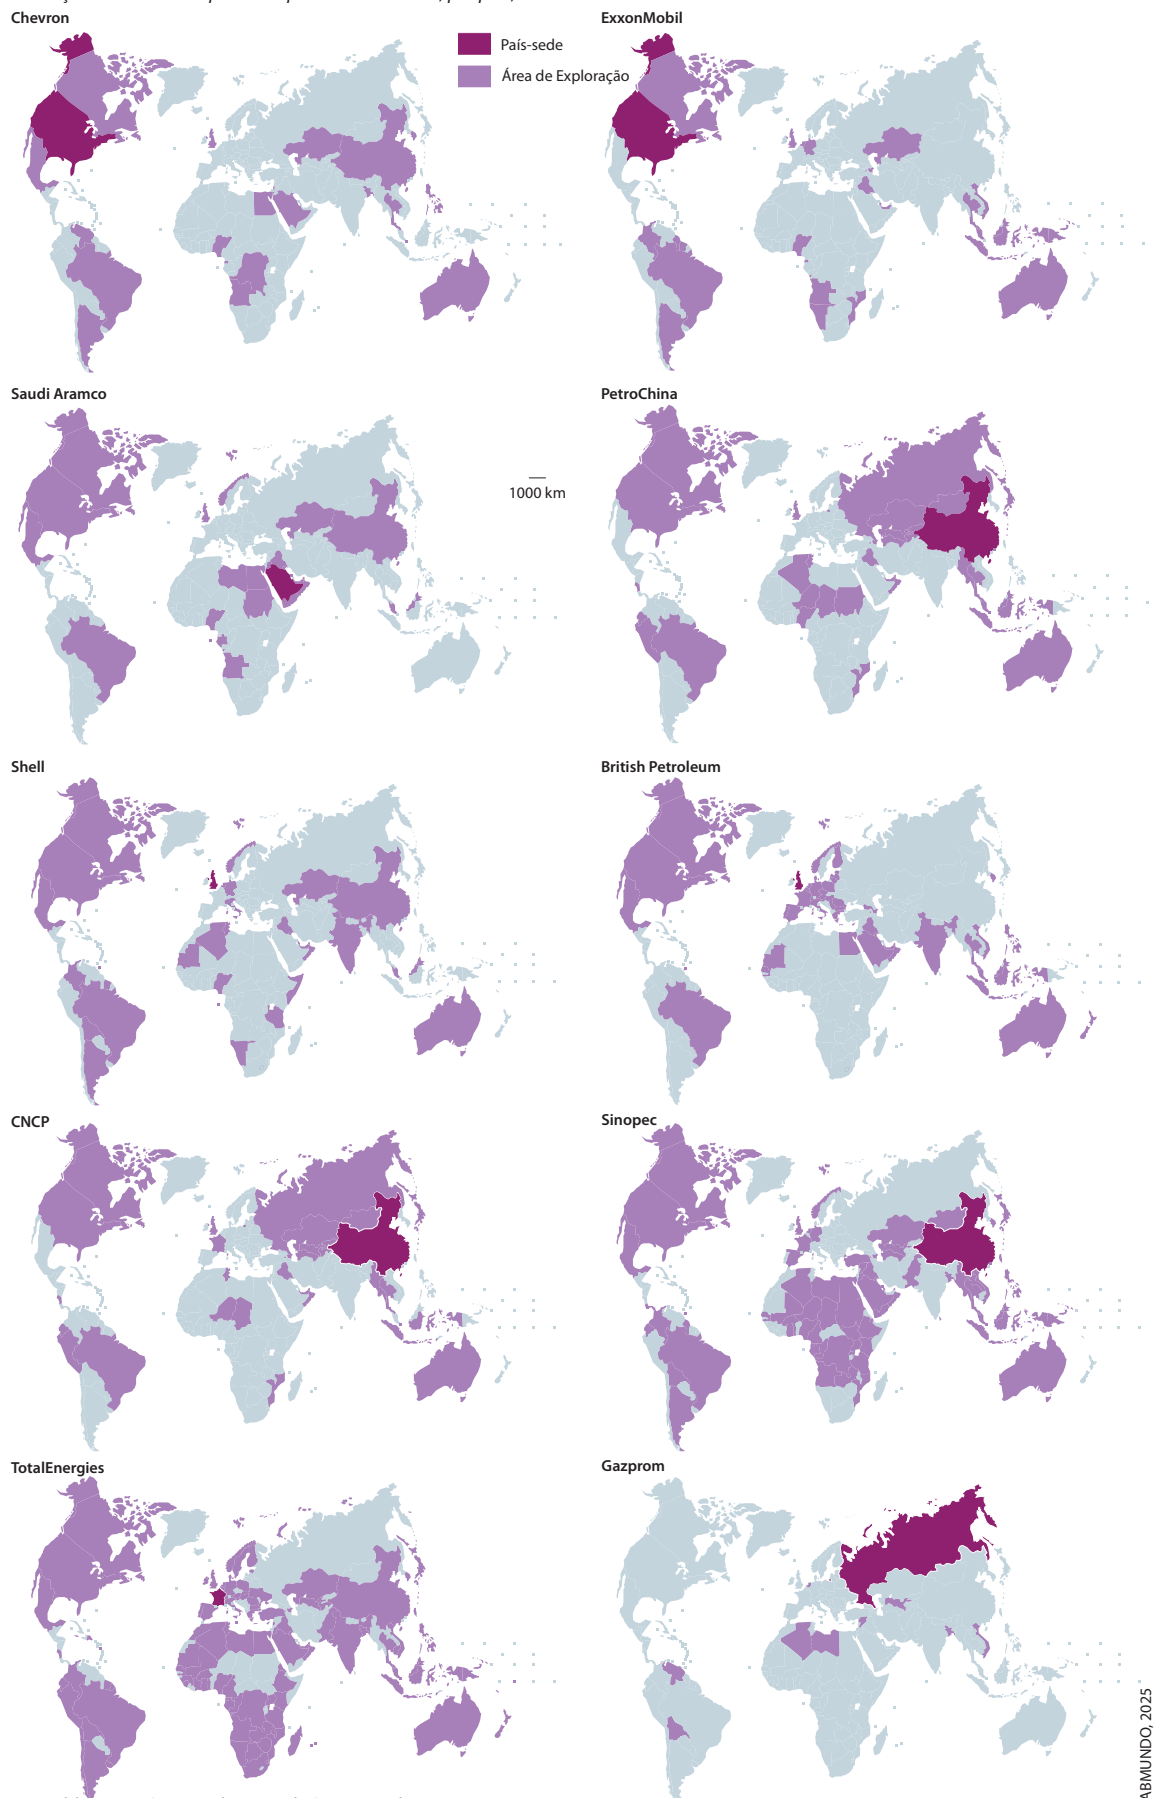 Chevron
ExxonMobil
País-sede
Área de Exploração
Saudi Aramco
PetroChina
1000 km
Shell
British Petroleum
CNCP
Sinopec
TotalEnergies
Gazprom
ABMUNDO, 2025